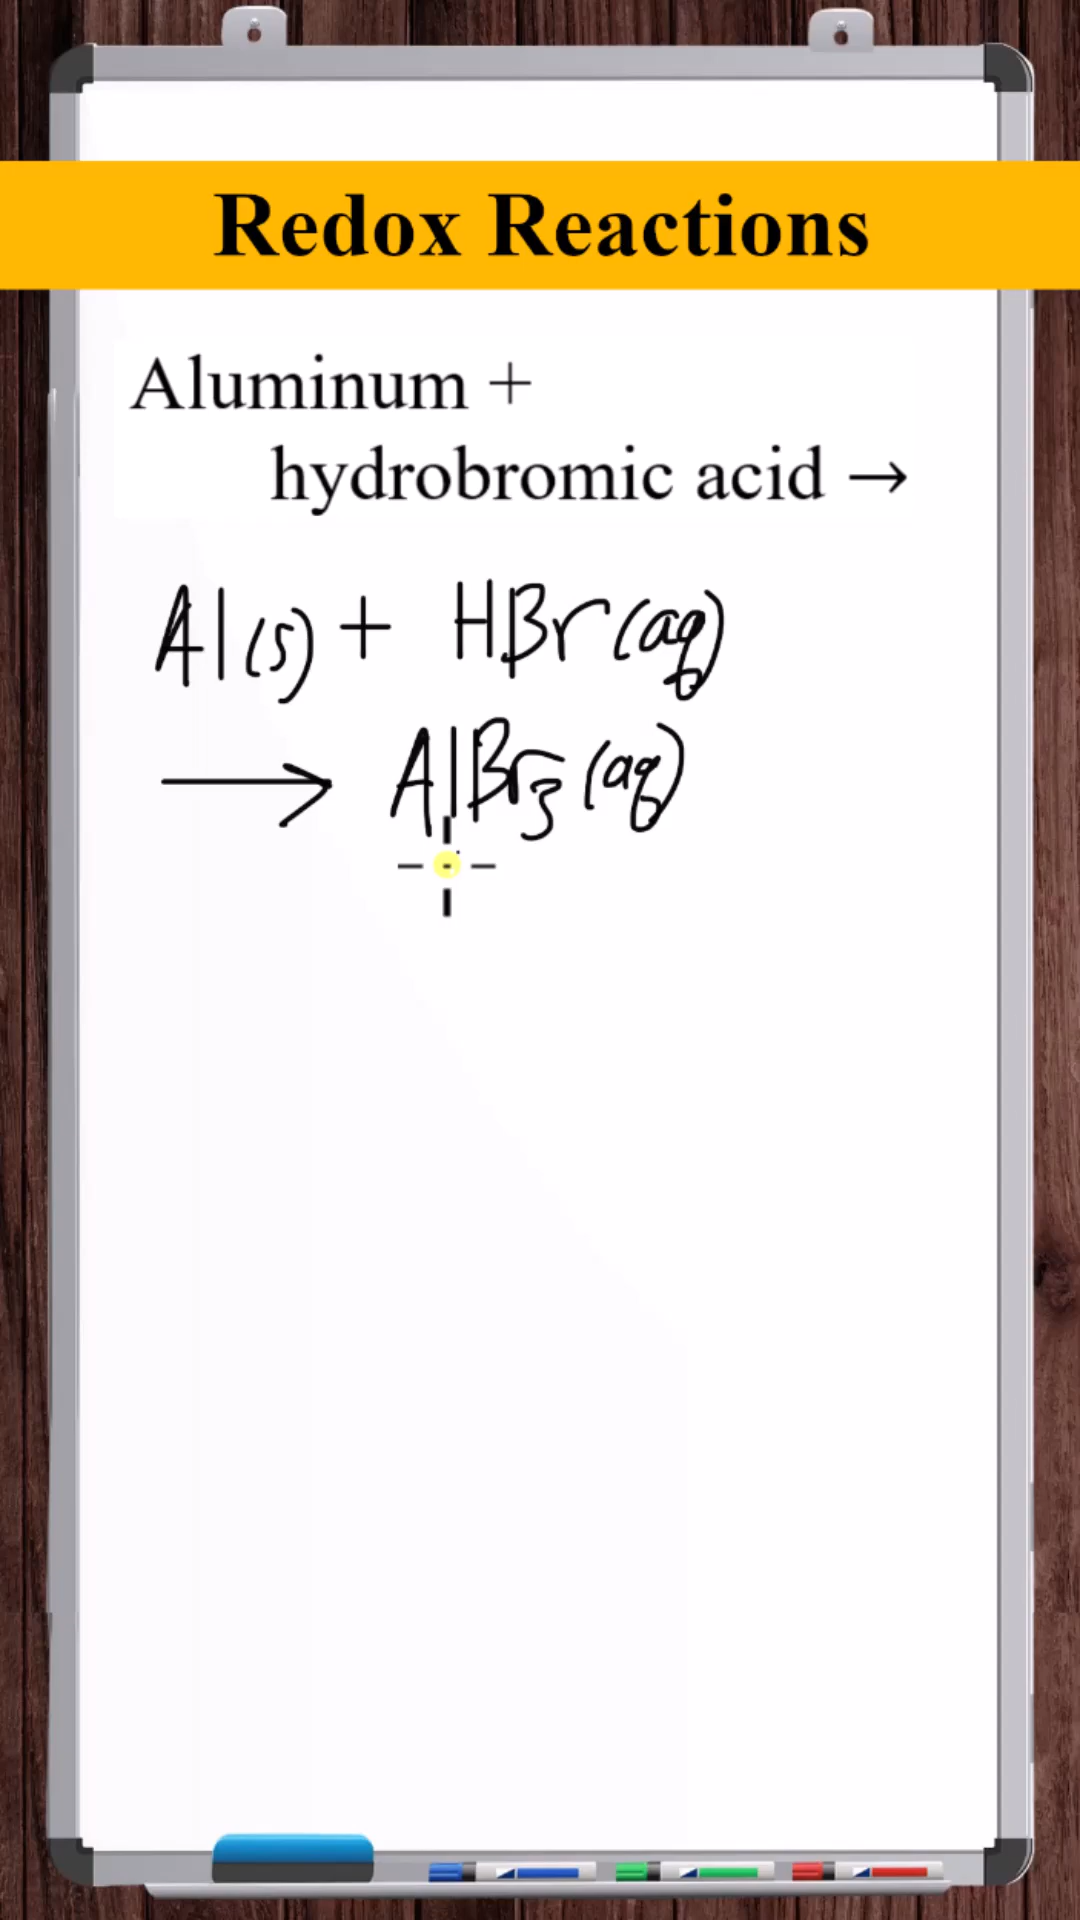 Redox Reactions
Aluminum +
hydrobromic acid →
Al(s) + HBr(aq)
→ AlBr₃(aq)